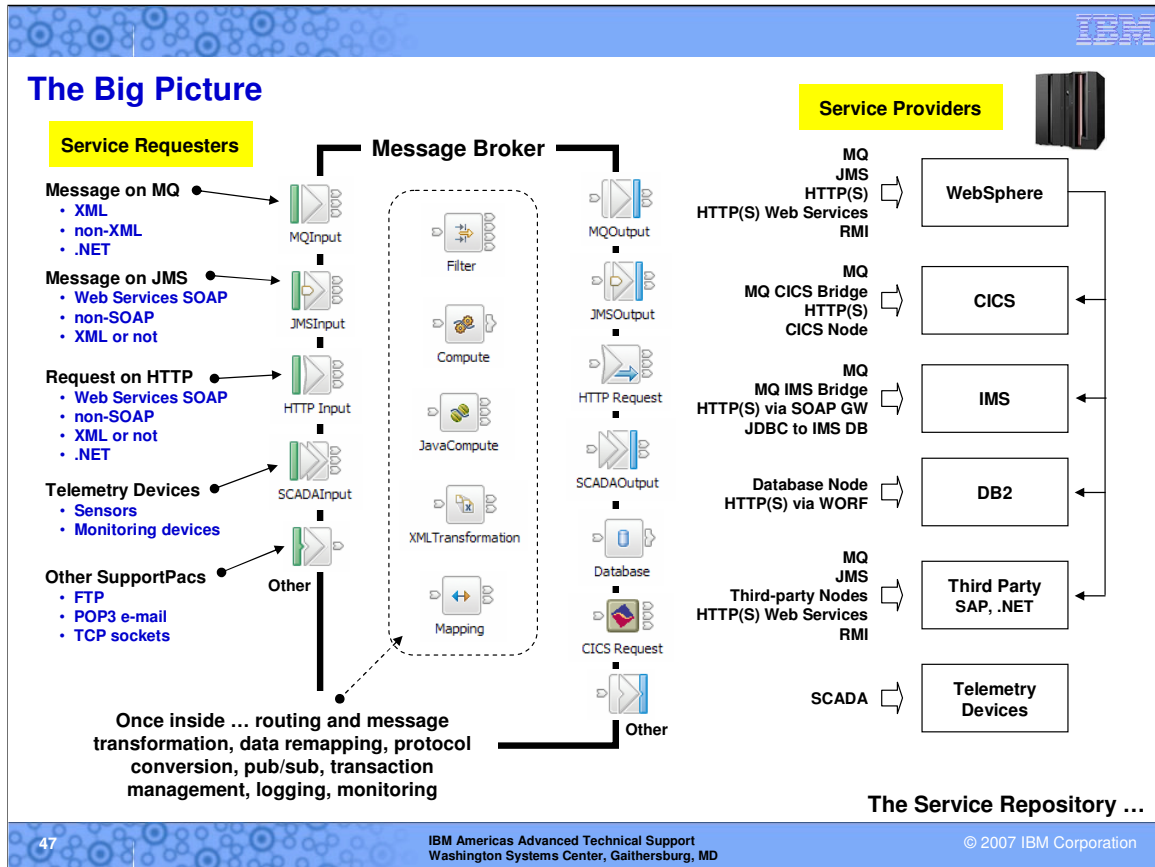 IBM
The Big Picture
Service Requesters
Message on MQ
• XML
• non-XML
• .NET
Message on JMS
• Web Services SOAP
• non-SOAP
• XML or not
Request on HTTP
• Web Services SOAP
• non-SOAP
• XML or not
• .NET
Telemetry Devices
• Sensors
• Monitoring devices
Other SupportPacs
• FTP
• POP3 e-mail
• TCP sockets
Message Broker
MQInput
JMSInput
HTTP Input
SCADAInput
Other
Filter
Compute
JavaCompute
XMLTransformation
Mapping
MQOutput
JMSOutput
HTTP Request
SCADAOutput
Database
CICS Request
Other
Once inside … routing and message
transformation, data remapping, protocol
conversion, pub/sub, transaction
management, logging, monitoring
Service Providers
MQ
JMS
HTTP(S)
HTTP(S) Web Services
RMI
WebSphere
MQ
MQ CICS Bridge
HTTP(S)
CICS Node
CICS
MQ
MQ IMS Bridge
HTTP(S) via SOAP GW
JDBC to IMS DB
IMS
Database Node
HTTP(S) via WORF
DB2
MQ
JMS
Third-party Nodes
HTTP(S) Web Services
RMI
Third Party
SAP, .NET
SCADA
Telemetry
Devices
The Service Repository …
47
IBM Americas Advanced Technical Support
Washington Systems Center, Gaithersburg, MD
© 2007 IBM Corporation